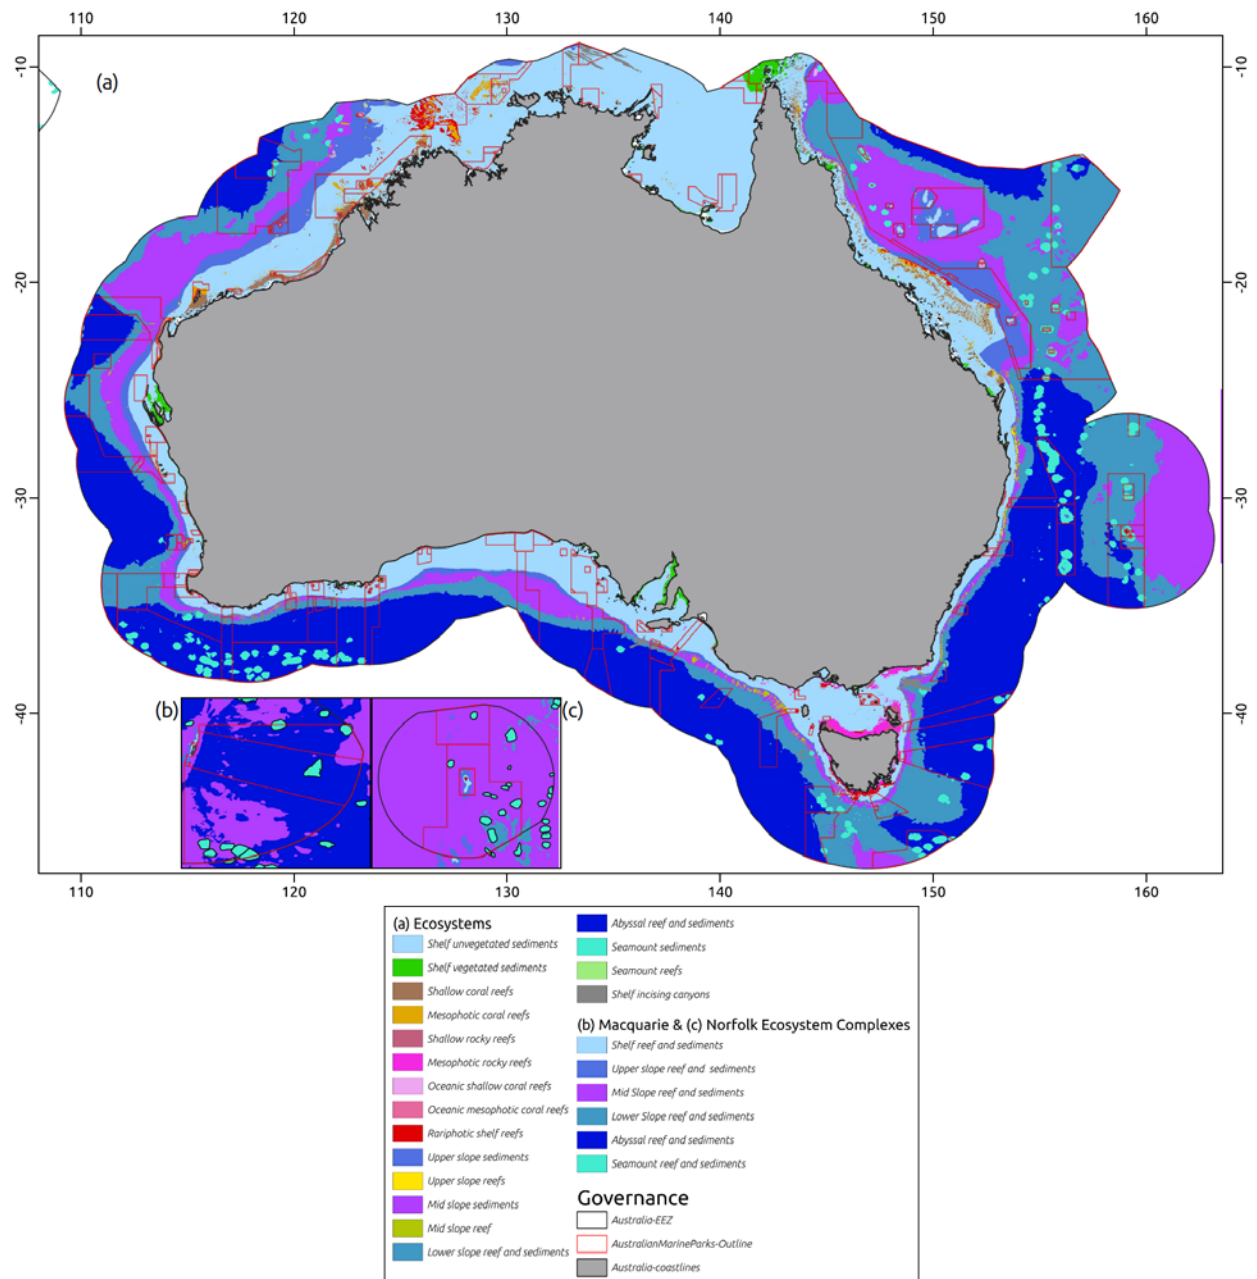 110 120 130 140 150 160
-10 -10
(a)
-20 -20
-30 -30
-40 -40
(b) (c)
110 120 130 140 150 160
(a) Ecosystems
Shelf unvegetated sediments
Shelf vegetated sediments
Shallow coral reefs
Mesophotic coral reefs
Shallow rocky reefs
Mesophotic rocky reefs
Oceanic shallow coral reefs
Oceanic mesophotic coral reefs
Rariphotic shelf reefs
Upper slope sediments
Upper slope reefs
Mid slope sediments
Mid slope reef
Lower slope reef and sediments
Abyssal reef and sediments
Seamount sediments
Seamount reefs
Shelf incising canyons
(b) Macquarie & (c) Norfolk Ecosystem Complexes
Shelf reef and sediments
Upper slope reef and sediments
Mid Slope reef and sediments
Lower Slope reef and sediments
Abyssal reef and sediments
Seamount reef and sediments
Governance
Australia-EEZ
AustralianMarineParks-Outline
Australia-coastlines